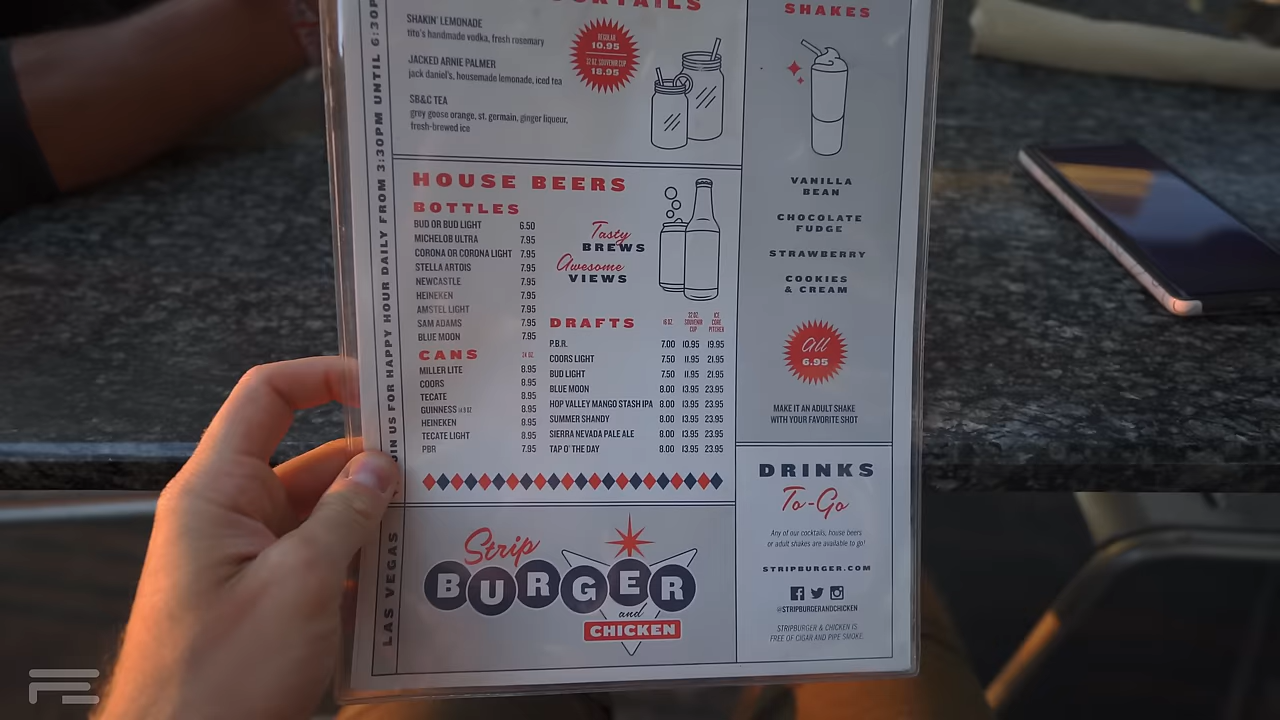 COCKTAILS
SHAKIN' LEMONADE
tito's handmade vodka, fresh rosemary
JACKED ARNIE PALMER
jack daniel's, housemade lemonade, iced tea
SB&C TEA
grey goose orange, st. germain, ginger liqueur,
fresh-brewed ice
REGULAR
10.95
32 OZ. SOUVENIR CUP
18.95
HOUSE BEERS
BOTTLES
BUD OR BUD LIGHT 6.50
MICHELOB ULTRA 7.95
CORONA OR CORONA LIGHT 7.95
STELLA ARTOIS 7.95
NEWCASTLE 7.95
HEINEKEN 7.95
AMSTEL LIGHT 7.95
SAM ADAMS 7.95
BLUE MOON 7.95
CANS 24 OZ.
MILLER LITE 8.95
COORS 8.95
TECATE 8.95
GUINNESS 8.95
HEINEKEN 8.95
TECATE LIGHT 8.95
PBR 7.95
Tasty
BREWS
Awesome
VIEWS
DRAFTS 16 OZ. 32 OZ. SOUVENIR CUP ICE CORE PITCHER
P.B.R. 7.00 10.95 19.95
COORS LIGHT 7.50 11.95 21.95
BUD LIGHT 7.50 11.95 21.95
BLUE MOON 8.00 13.95 23.95
HOP VALLEY MANGO STASH IPA 8.00 13.95 23.95
SUMMER SHANDY 8.00 13.95 23.95
SIERRA NEVADA PALE ALE 8.00 13.95 23.95
TAP O' THE DAY 8.00 13.95 23.95
Strip
BURGER
and
CHICKEN
SHAKES
VANILLA
BEAN
CHOCOLATE
FUDGE
STRAWBERRY
COOKIES
& CREAM
All
6.95
MAKE IT AN ADULT SHAKE
WITH YOUR FAVORITE SHOT
DRINKS
To-Go
Any of our cocktails, house beers
or adult shakes are available to go!
STRIPBURGER.COM
@STRIPBURGERANDCHICKEN
STRIPBURGER & CHICKEN IS
FREE OF CIGAR AND PIPE SMOKE.
LAS VEGAS JOIN US FOR HAPPY HOUR DAILY FROM 3:30PM UNTIL 6:30P